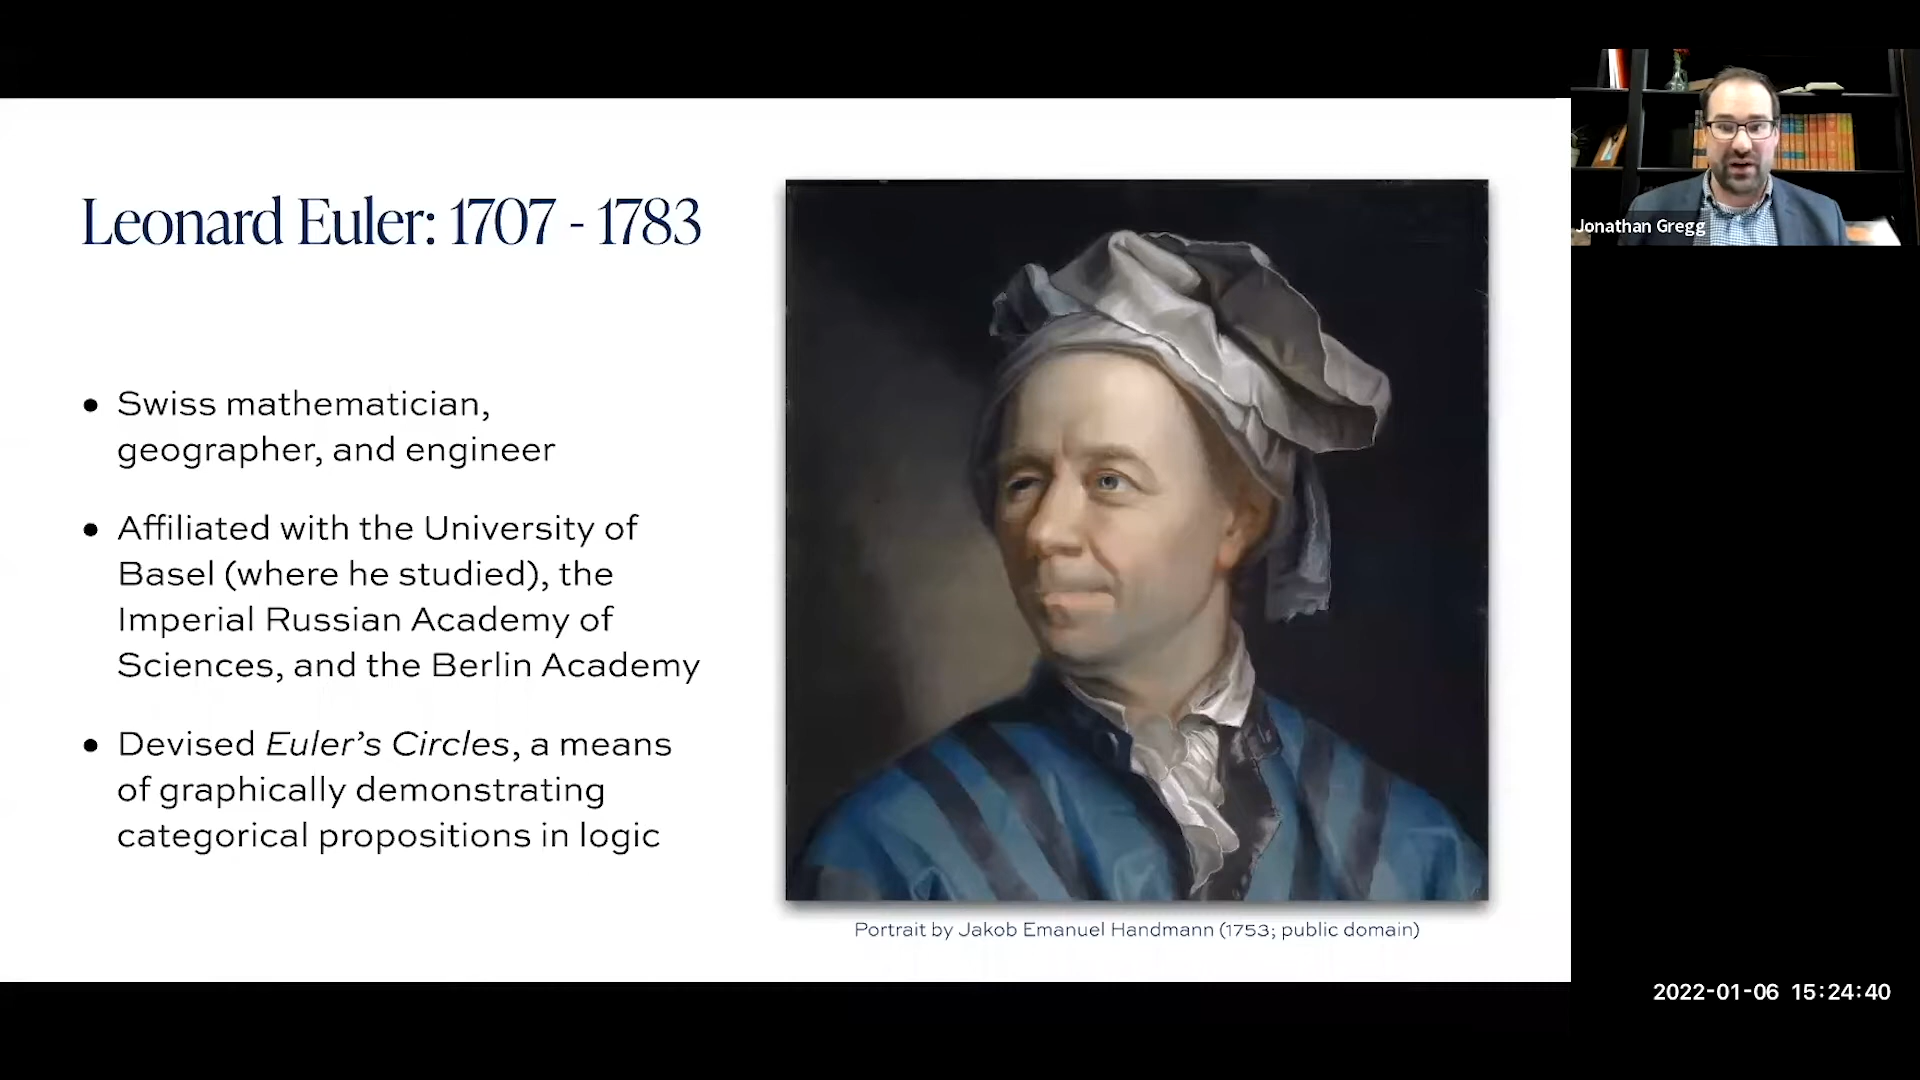 Leonard Euler: 1707 - 1783
• Swiss mathematician,
geographer, and engineer
• Affiliated with the University of
Basel (where he studied), the
Imperial Russian Academy of
Sciences, and the Berlin Academy
• Devised Euler’s Circles, a means
of graphically demonstrating
categorical propositions in logic
Portrait by Jakob Emanuel Handmann (1753; public domain)
Jonathan Gregg
2022-01-06 15:24:40